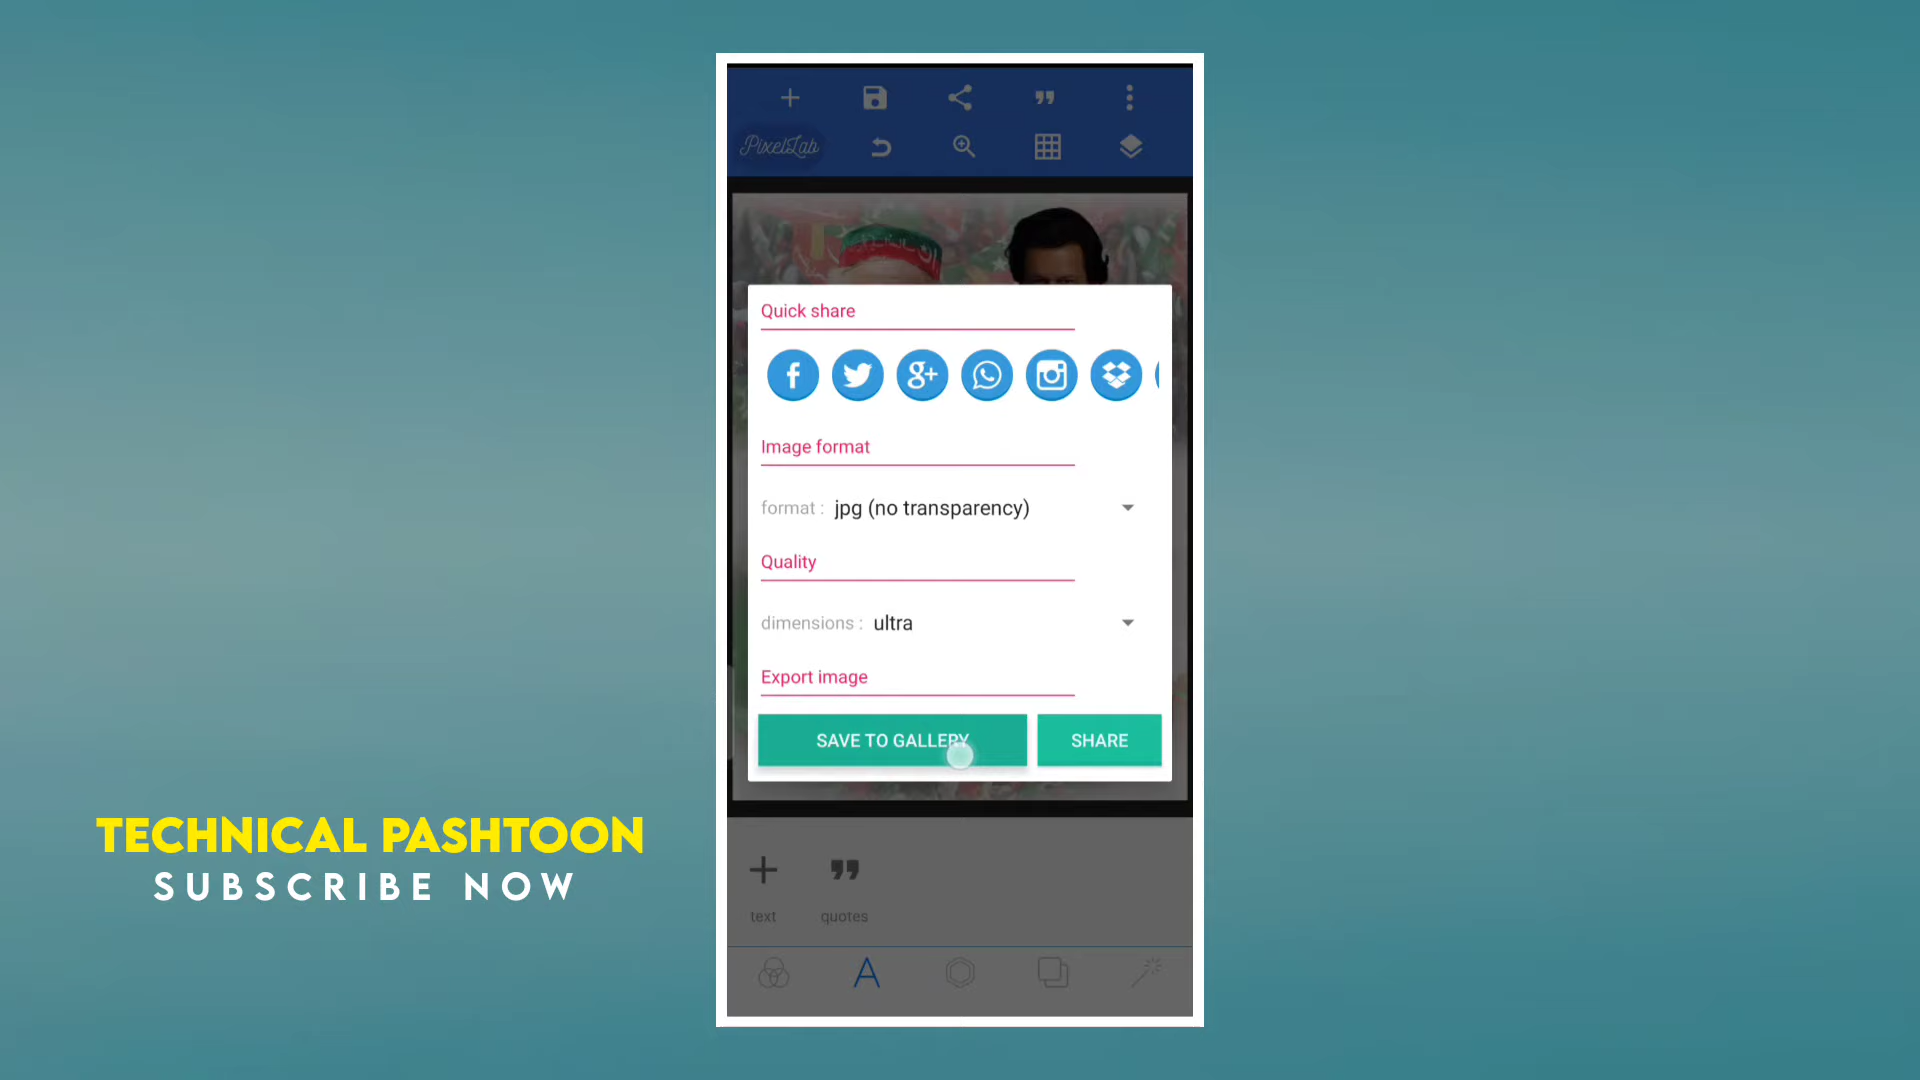 PixelLab
Quick share
Image format
format : jpg (no transparency)
Quality
dimensions : ultra
Export image
SAVE TO GALLERY SHARE
TECHNICAL PASHTOON
SUBSCRIBE NOW
text quotes